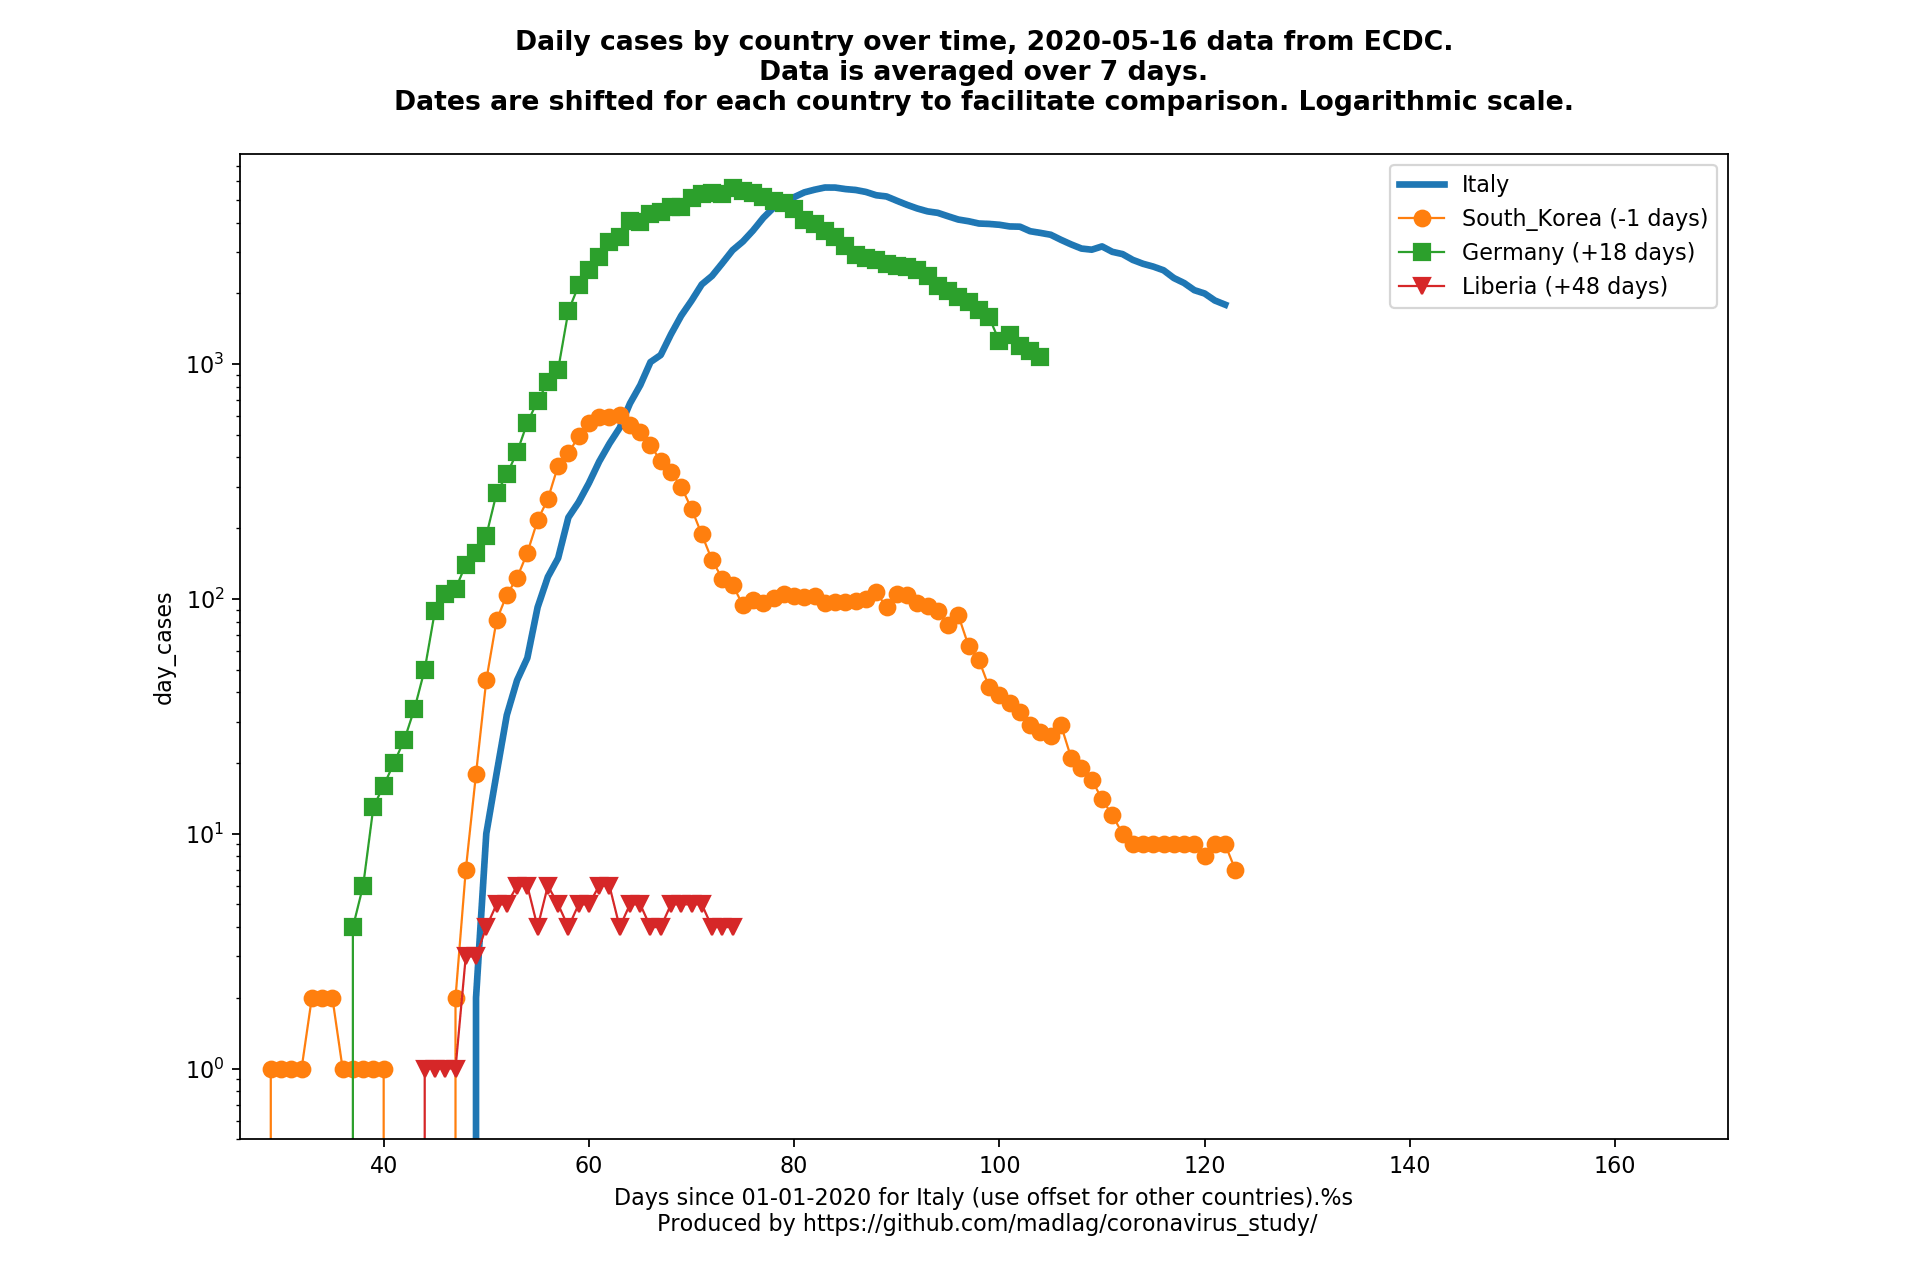 Daily cases by country over time, 2020-05-16 data from ECDC.
Data is averaged over 7 days.
Dates are shifted for each country to facilitate comparison. Logarithmic scale.
Italy
South_Korea (-1 days)
Germany (+18 days)
Liberia (+48 days)
day_cases
10³
10²
10¹
10⁰
40 60 80 100 120 140 160
Days since 01-01-2020 for Italy (use offset for other countries).%s
Produced by https://github.com/madlag/coronavirus_study/